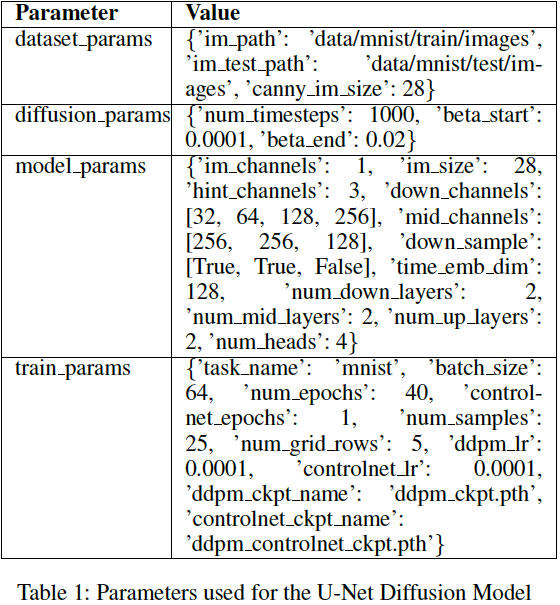 Parameter Value
dataset_params {'im_path': 'data/mnist/train/images',
'im_test_path': 'data/mnist/test/im-
ages', 'canny_im_size': 28}
diffusion_params {'num_timesteps': 1000, 'beta_start':
0.0001, 'beta_end': 0.02}
model_params {'im_channels': 1, 'im_size': 28,
'hint_channels': 3, 'down_channels':
[32, 64, 128, 256], 'mid_channels':
[256, 256, 128], 'down_sample':
[True, True, False], 'time_emb_dim':
128, 'num_down_layers': 2,
'num_mid_layers': 2, 'num_up_layers':
2, 'num_heads': 4}
train_params {'task_name': 'mnist', 'batch_size':
64, 'num_epochs': 40, 'control-
net_epochs': 1, 'num_samples':
25, 'num_grid_rows': 5, 'ddpm_lr':
0.0001, 'controlnet_lr': 0.0001,
'ddpm_ckpt_name': 'ddpm_ckpt.pth',
'controlnet_ckpt_name':
'ddpm_controlnet_ckpt.pth'}
Table 1: Parameters used for the U-Net Diffusion Model